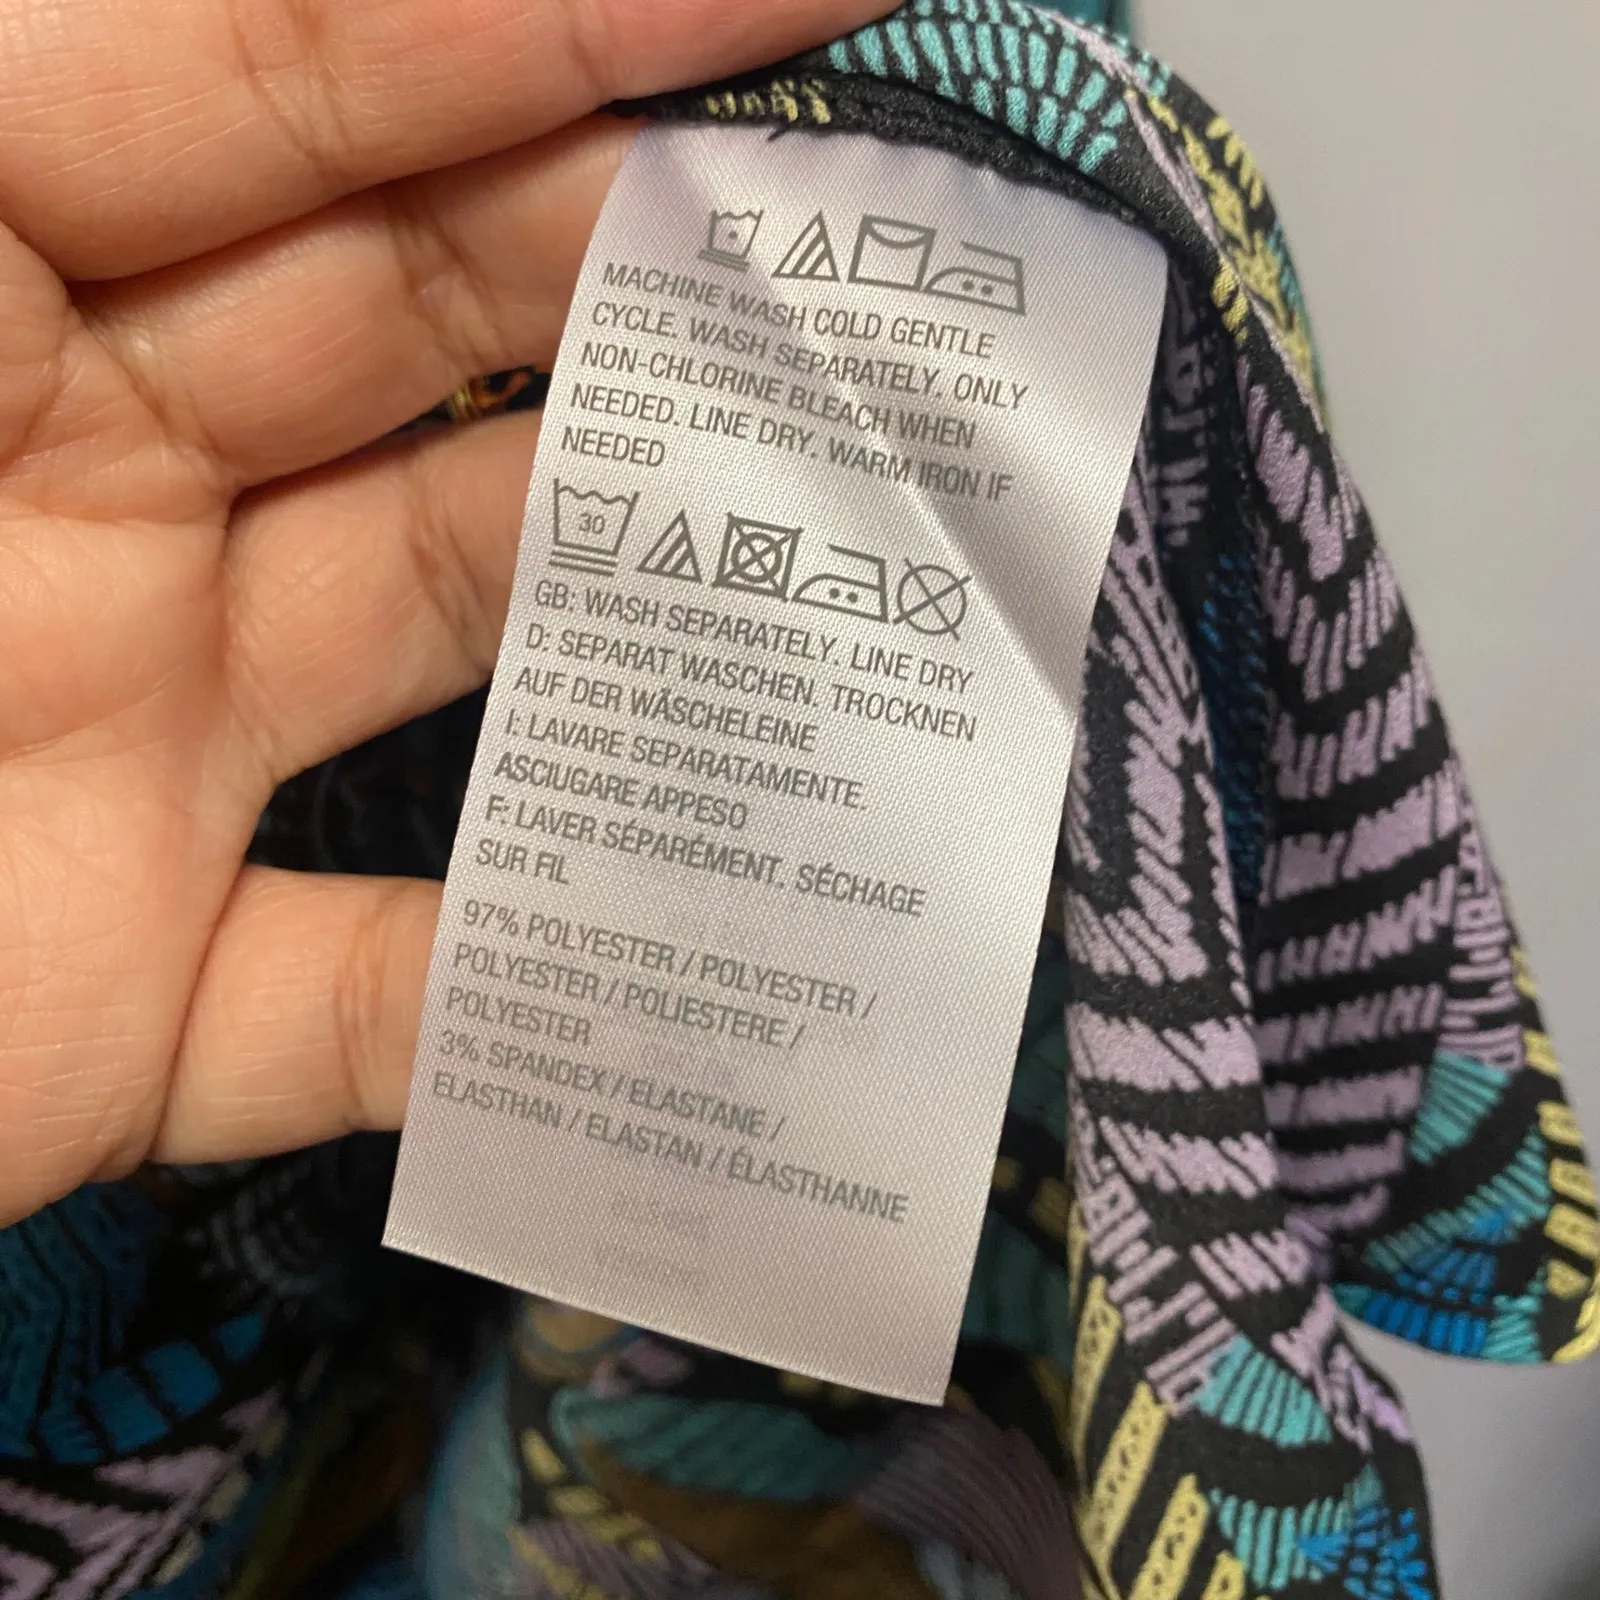 MACHINE WASH COLD GENTLE
CYCLE. WASH SEPARATELY. ONLY
NON-CHLORINE BLEACH WHEN
NEEDED. LINE DRY. WARM IRON IF
NEEDED
30
GB: WASH SEPARATELY. LINE DRY
D: SEPARAT WASCHEN. TROCKNEN
AUF DER WÄSCHELEINE
I: LAVARE SEPARATAMENTE.
ASCIUGARE APPESO
F: LAVER SÉPARÉMENT. SÉCHAGE
SUR FIL
97% POLYESTER / POLYESTER /
POLYESTER / POLIESTERE /
POLYESTER
3% SPANDEX / ELASTANE /
ELASTHAN / ELASTAN / ÉLASTHANNE